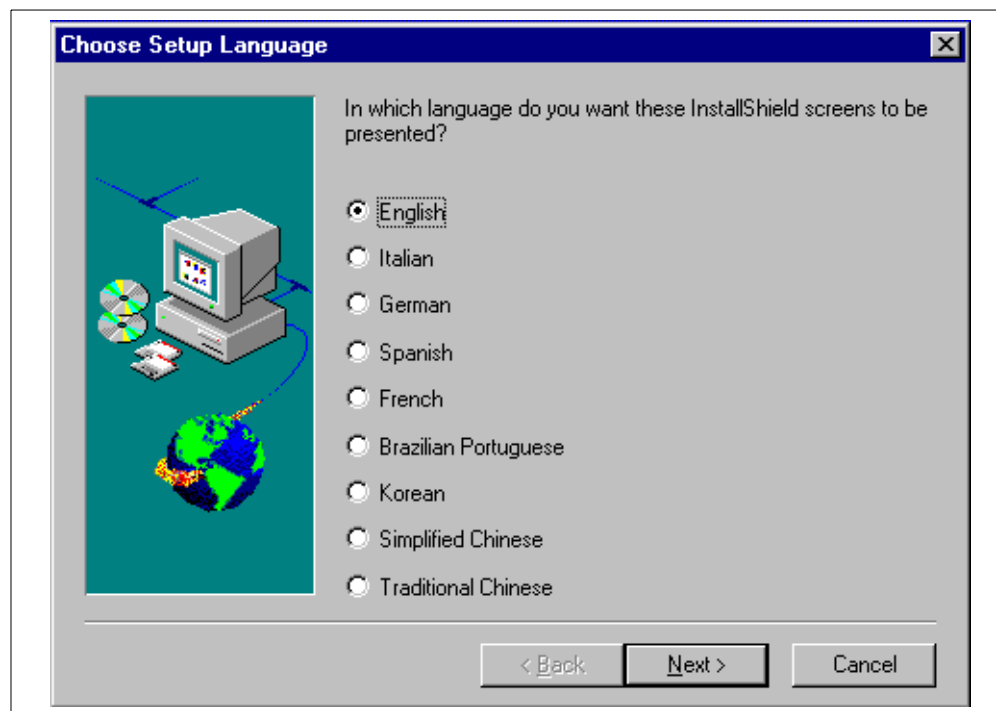 Choose Setup Language
In which language do you want these InstallShield screens to be
presented?
English
Italian
German
Spanish
French
Brazilian Portuguese
Korean
Simplified Chinese
Traditional Chinese
< Back
Next >
Cancel